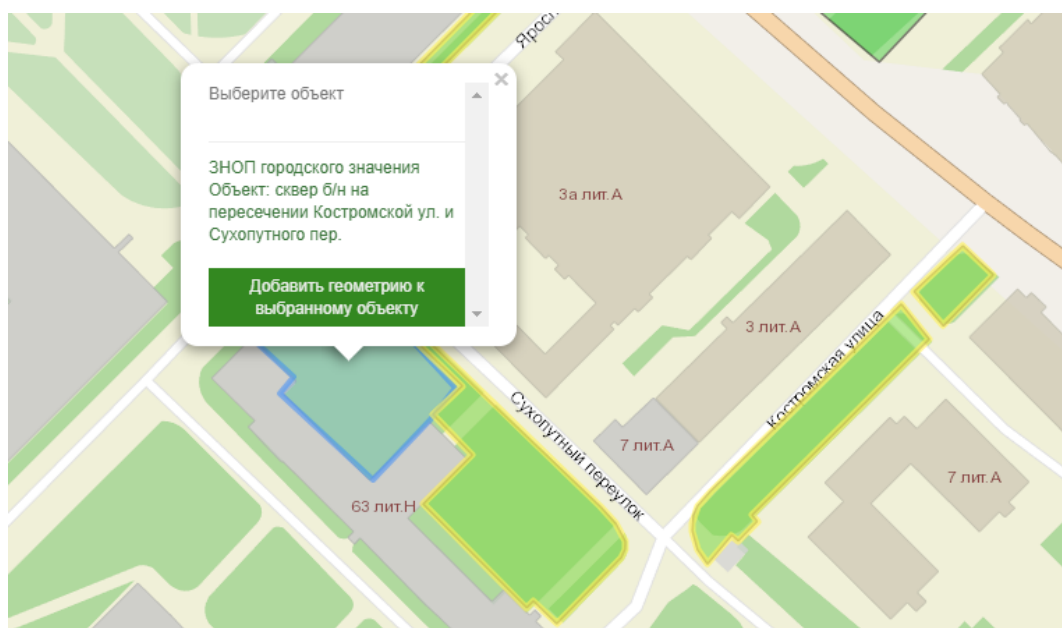 Яросл
Выберите объект
×
ЗНОП городского значения
Объект: сквер б/н на
пересечении Костромской ул. и
Сухопутного пер.
Добавить геометрию к
выбранному объекту
3а лит.А
3 лит.А
Костромская улица
Сухопутный переулок
7 лит.А
7 лит.А
63 лит.Н